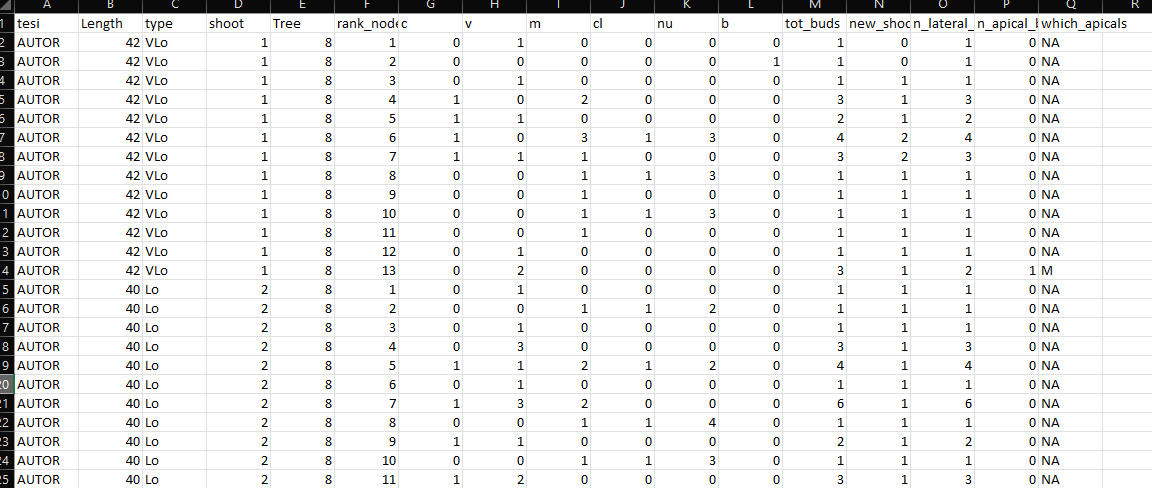 A B C D E F G H I J K L M N O P Q R
1 tesi Length type shoot Tree rank_node c v m cl nu b tot_buds new_shoo n_lateral_ n_apical_ which_apicals
2 AUTOR 42 VLo 1 8 1 0 1 0 0 0 0 1 0 1 0 NA
3 AUTOR 42 VLo 1 8 2 0 0 0 0 0 1 1 0 1 0 NA
4 AUTOR 42 VLo 1 8 3 0 1 0 0 0 0 1 1 1 0 NA
5 AUTOR 42 VLo 1 8 4 1 0 2 0 0 0 3 1 3 0 NA
6 AUTOR 42 VLo 1 8 5 1 1 0 0 0 0 2 1 2 0 NA
7 AUTOR 42 VLo 1 8 6 1 0 3 1 3 0 4 2 4 0 NA
8 AUTOR 42 VLo 1 8 7 1 1 1 0 0 0 3 2 3 0 NA
9 AUTOR 42 VLo 1 8 8 0 0 1 1 3 0 1 1 1 0 NA
0 AUTOR 42 VLo 1 8 9 0 0 1 0 0 0 1 1 1 0 NA
1 AUTOR 42 VLo 1 8 10 0 0 1 1 3 0 1 1 1 0 NA
2 AUTOR 42 VLo 1 8 11 0 0 1 0 0 0 1 1 1 0 NA
3 AUTOR 42 VLo 1 8 12 0 1 0 0 0 0 1 1 1 0 NA
4 AUTOR 42 VLo 1 8 13 0 2 0 0 0 0 3 1 2 1 M
5 AUTOR 40 Lo 2 8 1 0 1 0 0 0 0 1 1 1 0 NA
6 AUTOR 40 Lo 2 8 2 0 0 1 1 2 0 1 1 1 0 NA
7 AUTOR 40 Lo 2 8 3 0 1 0 0 0 0 1 1 1 0 NA
8 AUTOR 40 Lo 2 8 4 0 3 0 0 0 0 3 1 3 0 NA
9 AUTOR 40 Lo 2 8 5 1 1 2 1 2 0 4 1 4 0 NA
20 AUTOR 40 Lo 2 8 6 0 1 0 0 0 0 1 1 1 0 NA
21 AUTOR 40 Lo 2 8 7 1 3 2 0 0 0 6 1 6 0 NA
22 AUTOR 40 Lo 2 8 8 0 0 1 1 4 0 1 1 1 0 NA
23 AUTOR 40 Lo 2 8 9 1 1 0 0 0 0 2 1 2 0 NA
24 AUTOR 40 Lo 2 8 10 0 0 1 1 3 0 1 1 1 0 NA
25 AUTOR 40 Lo 2 8 11 1 2 0 0 0 0 3 1 3 0 NA